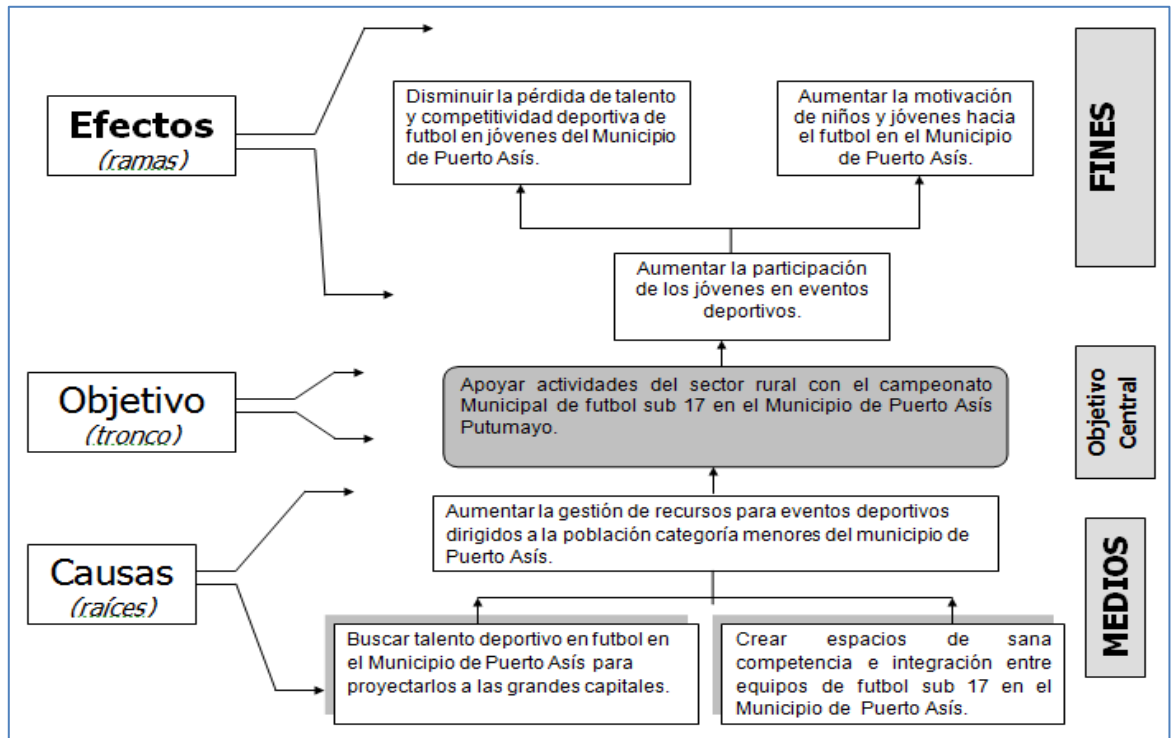 Efectos
(ramas)
Disminuir la pérdida de talento
y competitividad deportiva de
futbol en jóvenes del Municipio
de Puerto Asís.
Aumentar la motivación
de niños y jóvenes hacia
el futbol en el Municipio
de Puerto Asís.
FINES
Aumentar la participación
de los jóvenes en eventos
deportivos.
Objetivo
(tronco)
Apoyar actividades del sector rural con el campeonato
Municipal de futbol sub 17 en el Municipio de Puerto Asís
Putumayo.
Objetivo
Central
Aumentar la gestión de recursos para eventos deportivos
dirigidos a la población categoría menores del municipio de
Puerto Asís.
Causas
(raíces)
MEDIOS
Buscar talento deportivo en futbol en
el Municipio de Puerto Asís para
proyectarlos a las grandes capitales.
Crear espacios de sana
competencia e integración entre
equipos de futbol sub 17 en el
Municipio de Puerto Asís.